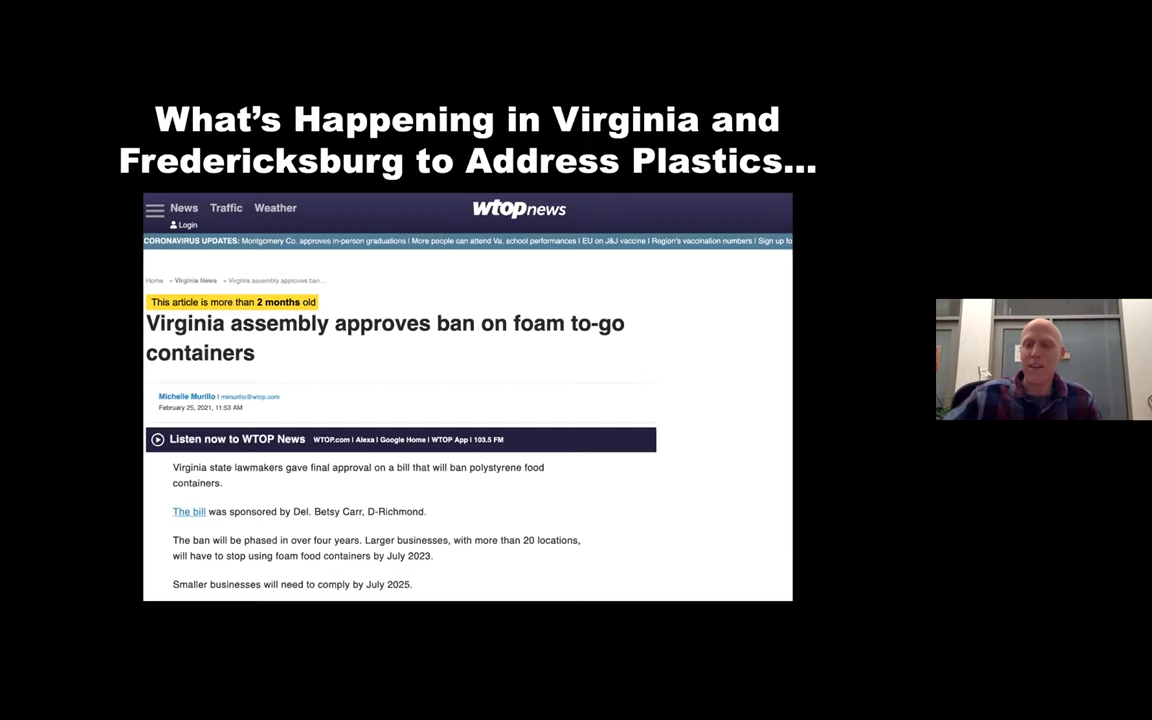 What's Happening in Virginia and
Fredericksburg to Address Plastics...
News Traffic Weather
wtopnews
Login
CORONAVIRUS UPDATES: Montgomery Co. approves in-person graduations | More people can attend Va. school performances | EU on J&J vaccine | Region's vaccination numbers | Sign up fo
Home » Virginia News » Virginia assembly approves ban...
This article is more than 2 months old
Virginia assembly approves ban on foam to-go
containers
Michelle Murillo | mmurillo@wtop.com
February 25, 2021, 11:53 AM
Listen now to WTOP News WTOP.com | Alexa | Google Home | WTOP App | 103.5 FM
Virginia state lawmakers gave final approval on a bill that will ban polystyrene food
containers.
The bill was sponsored by Del. Betsy Carr, D-Richmond.
The ban will be phased in over four years. Larger businesses, with more than 20 locations,
will have to stop using foam food containers by July 2023.
Smaller businesses will need to comply by July 2025.